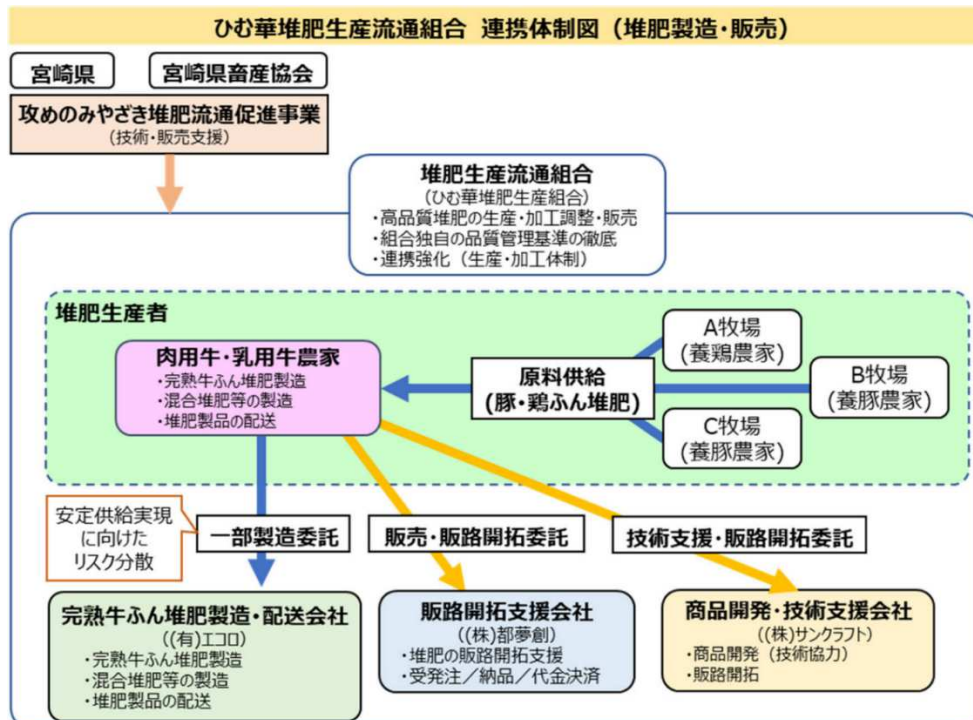 ひむ華堆肥生産流通組合 連携体制図（堆肥製造・販売）
宮崎県
宮崎県畜産協会
攻めのみやざき堆肥流通促進事業
(技術・販売支援)
堆肥生産流通組合
(ひむ華堆肥生産組合)
・高品質堆肥の生産・加工調整・販売
・組合独自の品質管理基準の徹底
・連携強化（生産・加工体制）
堆肥生産者
肉用牛・乳用牛農家
・完熟牛ふん堆肥製造
・混合堆肥等の製造
・堆肥製品の配送
原料供給
(豚・鶏ふん堆肥)
A牧場
(養鶏農家)
B牧場
(養豚農家)
C牧場
(養豚農家)
安定供給実現
に向けた
リスク分散
一部製造委託
販売・販路開拓委託
技術支援・販路開拓委託
完熟牛ふん堆肥製造・配送会社
((有)エコロ)
・完熟牛ふん堆肥製造
・混合堆肥等の製造
・堆肥製品の配送
販路開拓支援会社
((株)都夢創)
・堆肥の販路開拓支援
・受発注／納品／代金決済
商品開発・技術支援会社
((株)サンクラフト)
・商品開発（技術協力）
・販路開拓